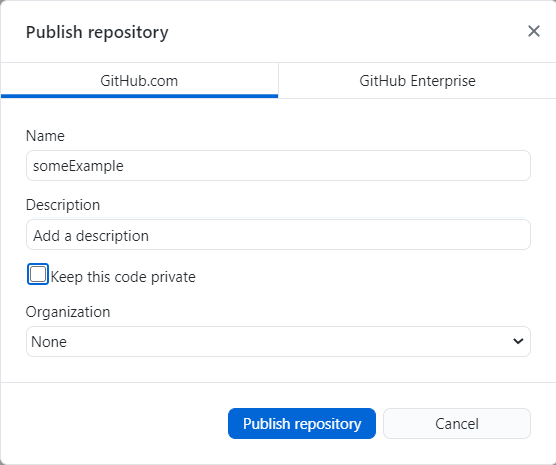 Publish repository
GitHub.com
GitHub Enterprise
Name
someExample
Description
Add a description
Keep this code private
Organization
None
Publish repository
Cancel